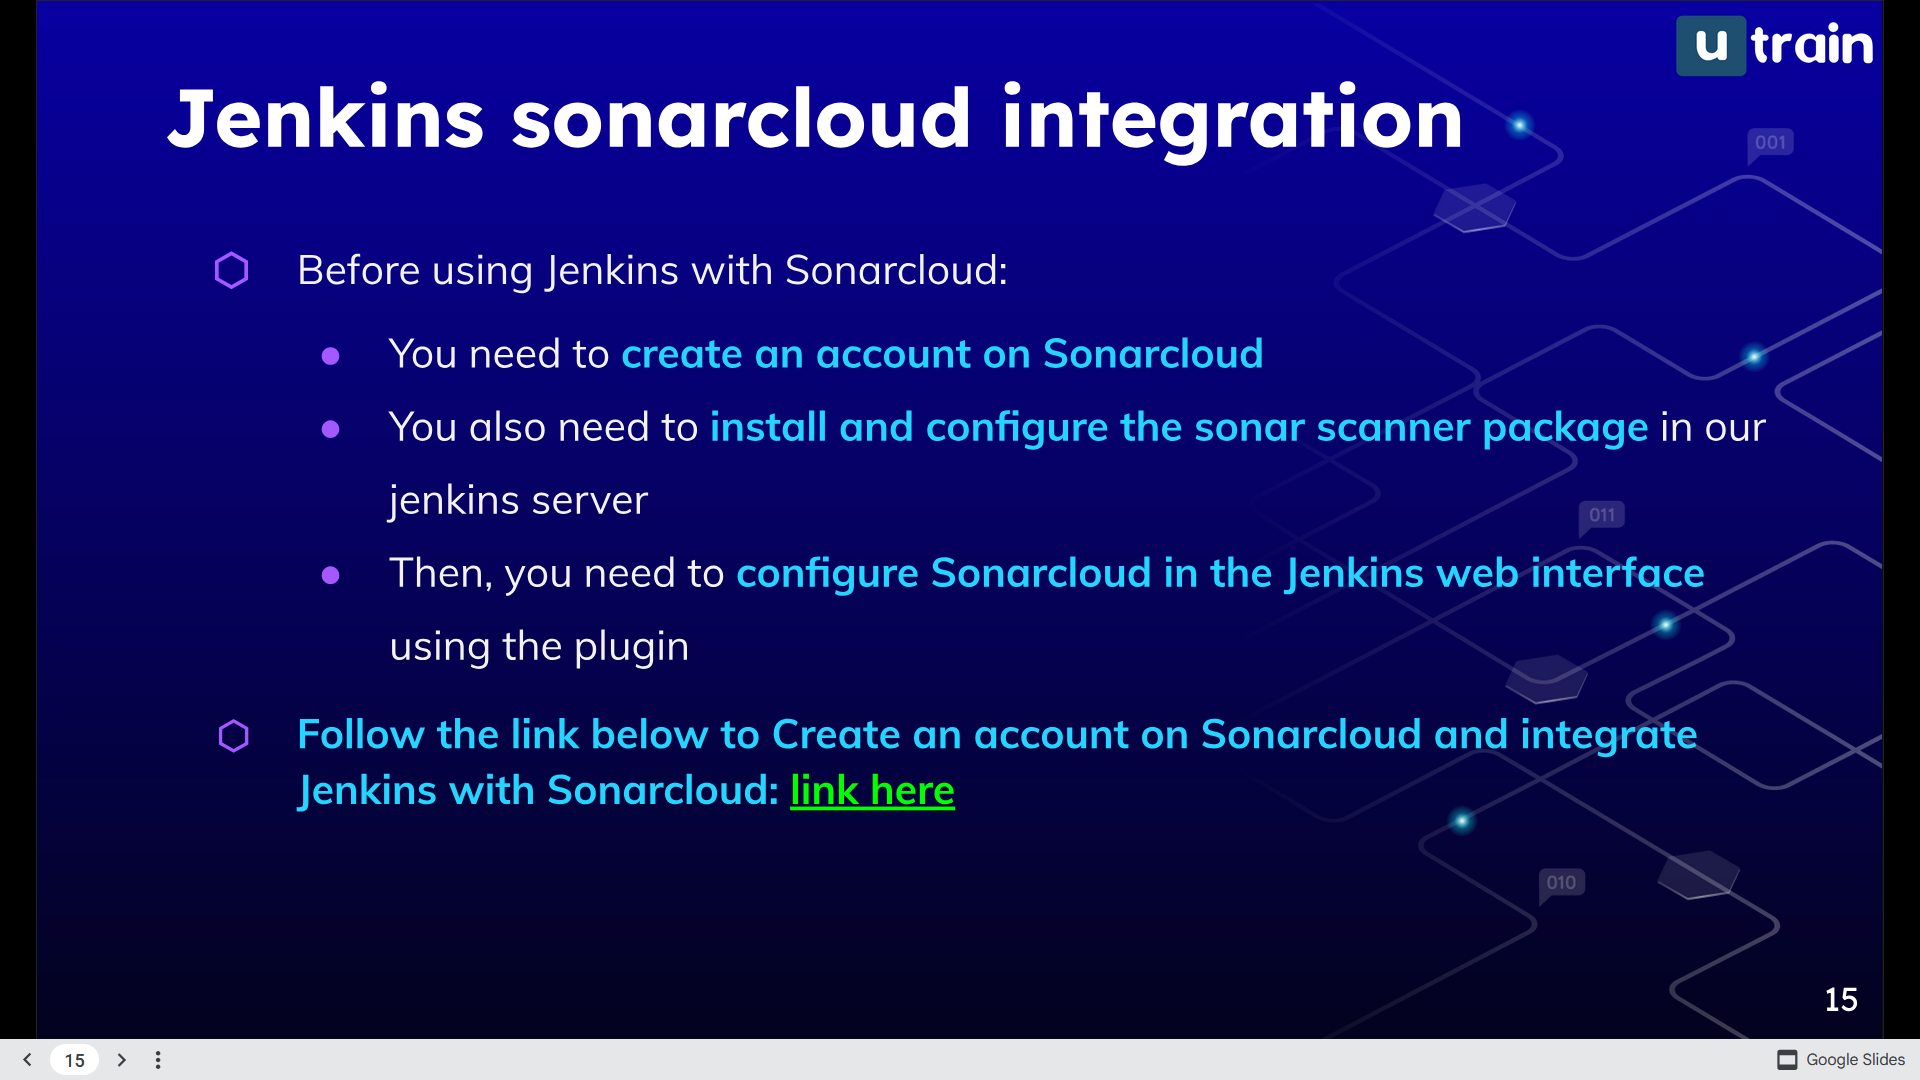 u train
Jenkins sonarcloud integration
001
Before using Jenkins with Sonarcloud:
You need to create an account on Sonarcloud
You also need to install and configure the sonar scanner package in our
jenkins server
011
Then, you need to configure Sonarcloud in the Jenkins web interface
using the plugin
Follow the link below to Create an account on Sonarcloud and integrate
Jenkins with Sonarcloud: link here
010
15
15
Google Slides